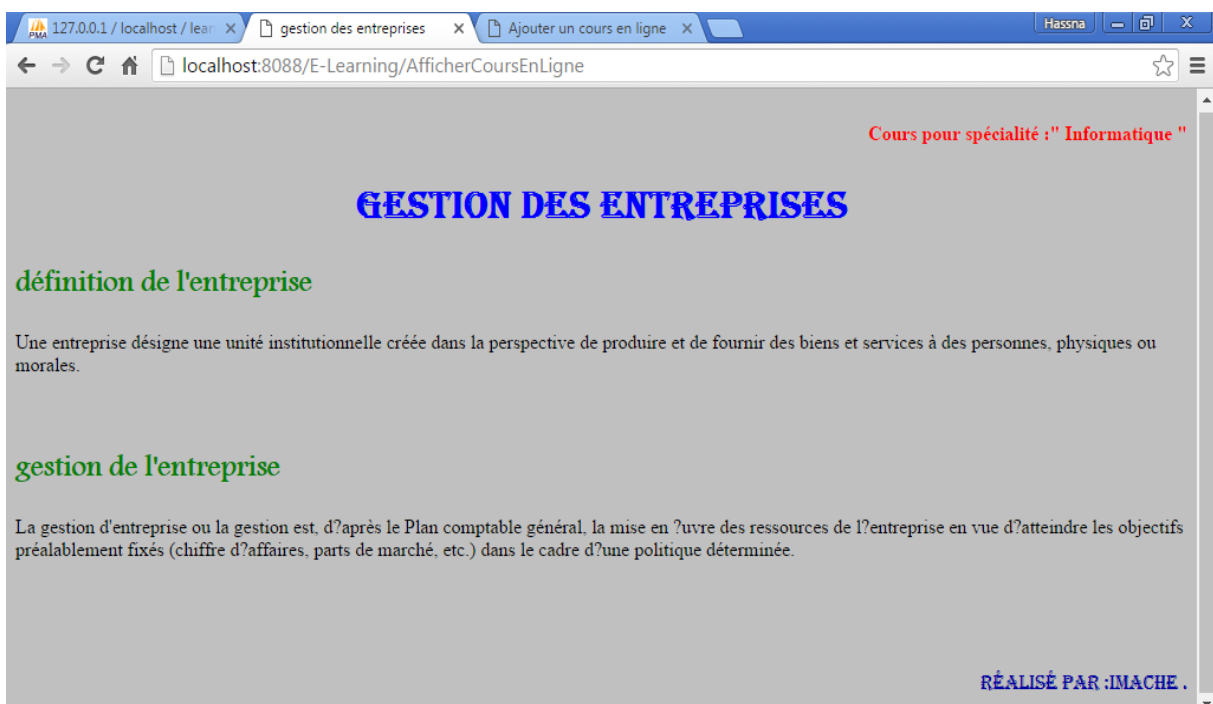 127.0.0.1 / localhost / lear
gestion des entreprises
Ajouter un cours en ligne
Hassna
localhost:8088/E-Learning/AfficherCoursEnLigne
Cours pour spécialité :" Informatique "
GESTION DES ENTREPRISES
définition de l'entreprise
Une entreprise désigne une unité institutionnelle créée dans la perspective de produire et de fournir des biens et services à des personnes, physiques ou
morales.
gestion de l'entreprise
La gestion d'entreprise ou la gestion est, d?après le Plan comptable général, la mise en ?uvre des ressources de l?entreprise en vue d?atteindre les objectifs
préalablement fixés (chiffre d?affaires, parts de marché, etc.) dans le cadre d?une politique déterminée.
RÉALISÉ PAR :IMACHE .